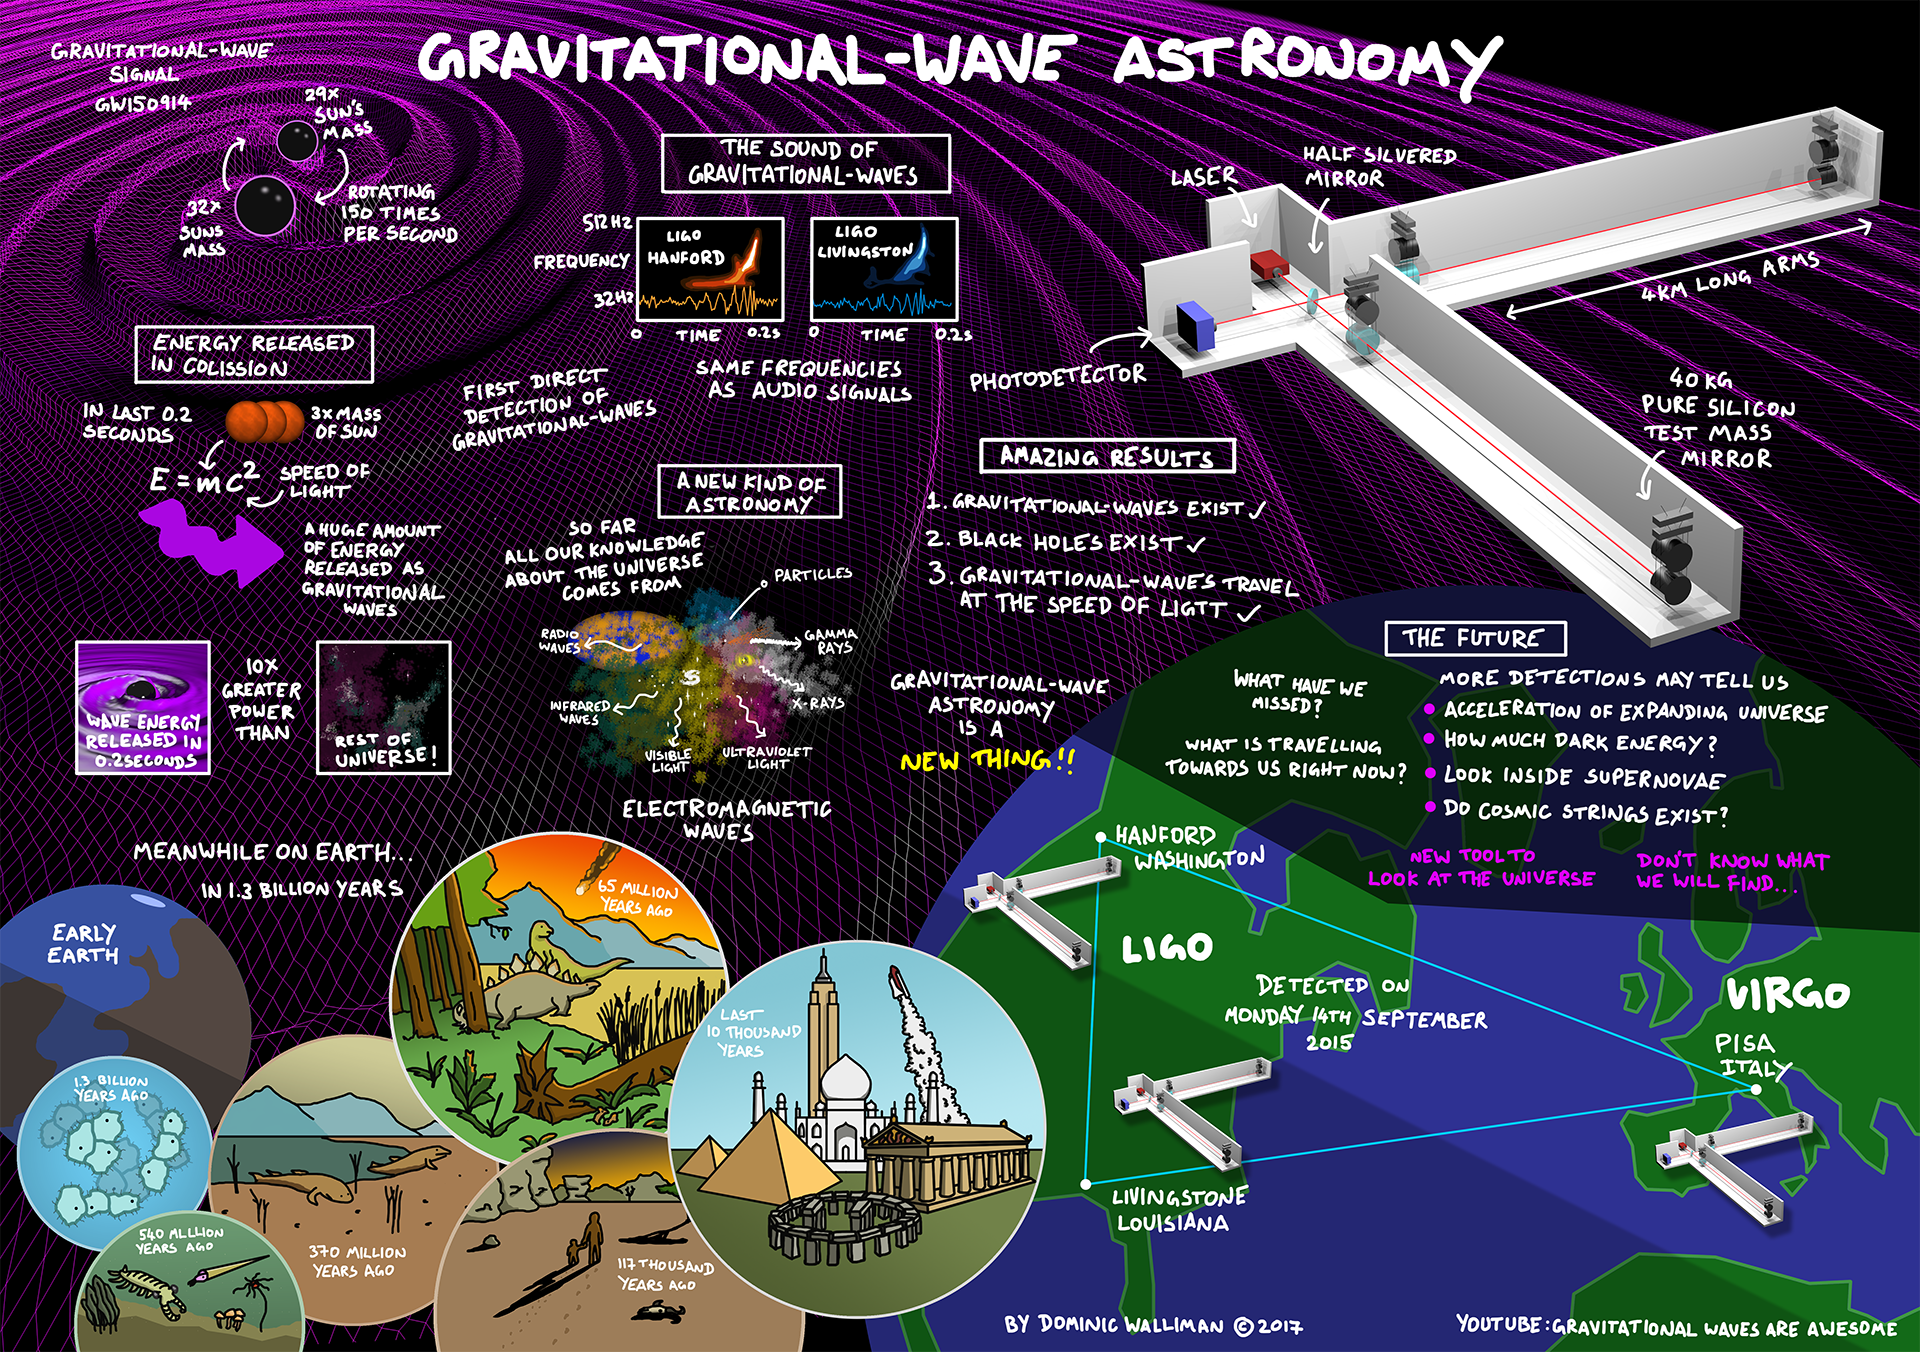 GRAVITATIONAL-WAVE ASTRONOMY
GRAVITATIONAL-WAVE
SIGNAL
GW150914
29X
SUN'S
MASS
32X
SUNS
MASS
ROTATING
150 TIMES
PER SECOND
THE SOUND OF
GRAVITATIONAL-WAVES
512HZ
FREQUENCY
32HZ
LIGO
HANFORD
0 TIME 0.2s
LIGO
LIVINGSTON
0 TIME 0.2s
SAME FREQUENCIES
AS AUDIO SIGNALS
FIRST DIRECT
DETECTION OF
GRAVITATIONAL-WAVES
LASER
HALF SILVERED
MIRROR
4KM LONG ARMS
PHOTODETECTOR
40 KG
PURE SILICON
TEST MASS
MIRROR
ENERGY RELEASED
IN COLISSION
IN LAST 0.2
SECONDS
3X MASS
OF SUN
E = mc²
SPEED OF
LIGHT
A HUGE AMOUNT
OF ENERGY
RELEASED AS
GRAVITATIONAL
WAVES
WAVE ENERGY
RELEASED IN
0.2SECONDS
10X
GREATER
POWER
THAN
REST OF
UNIVERSE!
A NEW KIND OF
ASTRONOMY
SO FAR
ALL OUR KNOWLEDGE
ABOUT THE UNIVERSE
COMES FROM
PARTICLES
RADIO
WAVES
GAMMA
RAYS
X-RAYS
INFRARED
WAVES
VISIBLE
LIGHT
ULTRAVIOLET
LIGHT
ELECTROMAGNETIC
WAVES
AMAZING RESULTS
1. GRAVITATIONAL-WAVES EXIST ✓
2. BLACK HOLES EXIST ✓
3. GRAVITATIONAL-WAVES TRAVEL
AT THE SPEED OF LIGTT ✓
GRAVITATIONAL-WAVE
ASTRONOMY
IS A
NEW THING!!
THE FUTURE
WHAT HAVE WE
MISSED?
WHAT IS TRAVELLING
TOWARDS US RIGHT NOW?
MORE DETECTIONS MAY TELL US
• ACCELERATION OF EXPANDING UNIVERSE
• HOW MUCH DARK ENERGY?
• LOOK INSIDE SUPERNOVAE
• DO COSMIC STRINGS EXIST?
NEW TOOL TO
LOOK AT THE UNIVERSE
DON'T KNOW WHAT
WE WILL FIND...
MEANWHILE ON EARTH...
IN 1.3 BILLION YEARS
EARLY
EARTH
1.3 BILLION
YEARS AGO
540 MILLION
YEARS AGO
370 MILLION
YEARS AGO
65 MILLION
YEARS AGO
117 THOUSAND
YEARS AGO
LAST
10 THOUSAND
YEARS
HANFORD
WASHINGTON
LIGO
DETECTED ON
MONDAY 14TH SEPTEMBER
2015
LIVINGSTONE
LOUISIANA
VIRGO
PISA
ITALY
BY DOMINIC WALLIMAN © 2017
YOUTUBE: GRAVITATIONAL WAVES ARE AWESOME